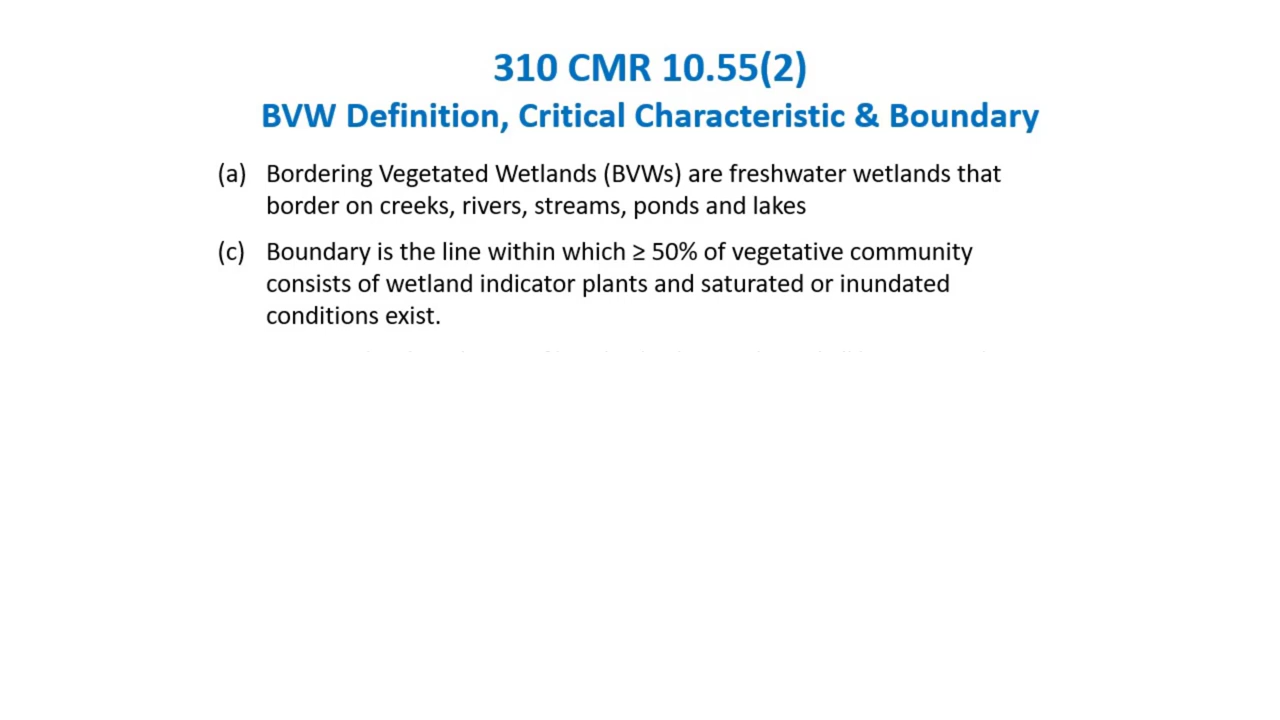 310 CMR 10.55(2)
BVW Definition, Critical Characteristic & Boundary
(a) Bordering Vegetated Wetlands (BVWs) are freshwater wetlands that
border on creeks, rivers, streams, ponds and lakes
(c) Boundary is the line within which ≥ 50% of vegetative community
consists of wetland indicator plants and saturated or inundated
conditions exist.